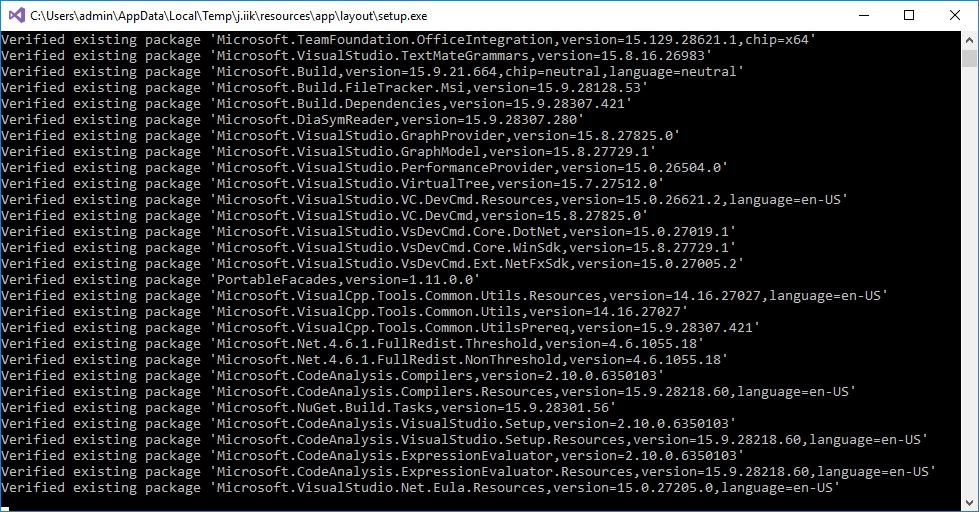 C:\Users\admin\AppData\Local\Temp\j.iik\resources\app\layout\setup.exe
Verified existing package 'Microsoft.TeamFoundation.OfficeIntegration,version=15.129.28621.1,chip=x64'
Verified existing package 'Microsoft.VisualStudio.TextMateGrammars,version=15.8.16.26983'
Verified existing package 'Microsoft.Build,version=15.9.21.664,chip=neutral,language=neutral'
Verified existing package 'Microsoft.Build.FileTracker.Msi,version=15.9.28128.53'
Verified existing package 'Microsoft.Build.Dependencies,version=15.9.28307.421'
Verified existing package 'Microsoft.DiaSymReader,version=15.9.28307.280'
Verified existing package 'Microsoft.VisualStudio.GraphProvider,version=15.8.27825.0'
Verified existing package 'Microsoft.VisualStudio.GraphModel,version=15.8.27729.1'
Verified existing package 'Microsoft.VisualStudio.PerformanceProvider,version=15.0.26504.0'
Verified existing package 'Microsoft.VisualStudio.VirtualTree,version=15.7.27512.0'
Verified existing package 'Microsoft.VisualStudio.VC.DevCmd.Resources,version=15.0.26621.2,language=en-US'
Verified existing package 'Microsoft.VisualStudio.VC.DevCmd,version=15.8.27825.0'
Verified existing package 'Microsoft.VisualStudio.VsDevCmd.Core.DotNet,version=15.0.27019.1'
Verified existing package 'Microsoft.VisualStudio.VsDevCmd.Core.WinSdk,version=15.8.27729.1'
Verified existing package 'Microsoft.VisualStudio.VsDevCmd.Ext.NetFxSdk,version=15.0.27005.2'
Verified existing package 'PortableFacades,version=1.11.0.0'
Verified existing package 'Microsoft.VisualCpp.Tools.Common.Utils.Resources,version=14.16.27027,language=en-US'
Verified existing package 'Microsoft.VisualCpp.Tools.Common.Utils,version=14.16.27027'
Verified existing package 'Microsoft.VisualCpp.Tools.Common.UtilsPrereq,version=15.9.28307.421'
Verified existing package 'Microsoft.Net.4.6.1.FullRedist.Threshold,version=4.6.1055.18'
Verified existing package 'Microsoft.Net.4.6.1.FullRedist.NonThreshold,version=4.6.1055.18'
Verified existing package 'Microsoft.CodeAnalysis.Compilers,version=2.10.0.6350103'
Verified existing package 'Microsoft.CodeAnalysis.Compilers.Resources,version=15.9.28218.60,language=en-US'
Verified existing package 'Microsoft.NuGet.Build.Tasks,version=15.9.28301.56'
Verified existing package 'Microsoft.CodeAnalysis.VisualStudio.Setup,version=2.10.0.6350103'
Verified existing package 'Microsoft.CodeAnalysis.VisualStudio.Setup.Resources,version=15.9.28218.60,language=en-US'
Verified existing package 'Microsoft.CodeAnalysis.ExpressionEvaluator,version=2.10.0.6350103'
Verified existing package 'Microsoft.CodeAnalysis.ExpressionEvaluator.Resources,version=15.9.28218.60,language=en-US'
Verified existing package 'Microsoft.VisualStudio.Net.Eula.Resources,version=15.0.27205.0,language=en-US'